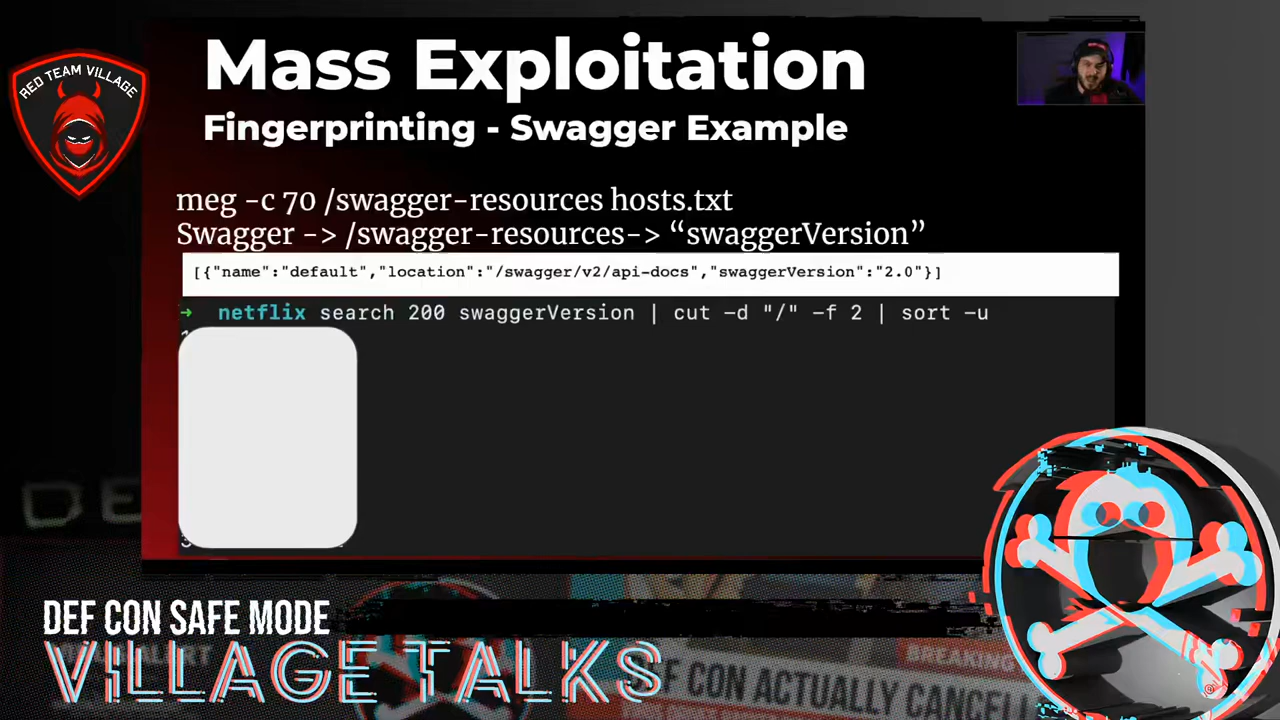 RED TEAM VILLAGE
Mass Exploitation
Fingerprinting - Swagger Example
meg -c 70 /swagger-resources hosts.txt
Swagger -> /swagger-resources-> “swaggerVersion”
[{"name":"default","location":"/swagger/v2/api-docs","swaggerVersion":"2.0"}]
→ netflix search 200 swaggerVersion | cut -d "/" -f 2 | sort -u
DEF CON SAFE MODE
VILLAGE TALKS
DEF CON ACTUALLY